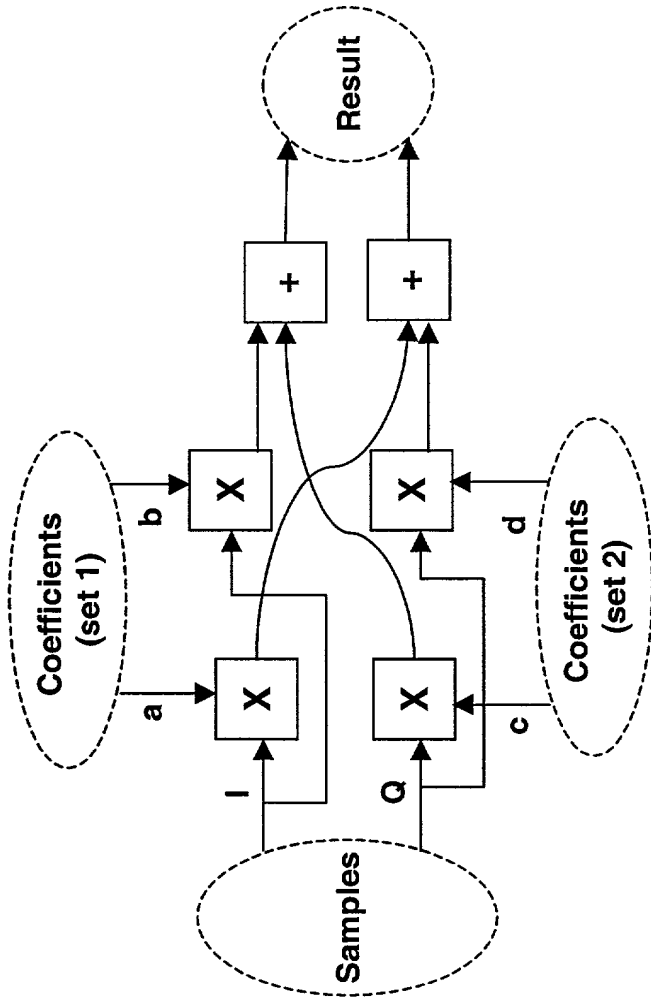 Coefficients
(set 1)
a
b
I
X
X
+
Samples
Result
Q
X
X
+
c
d
Coefficients
(set 2)